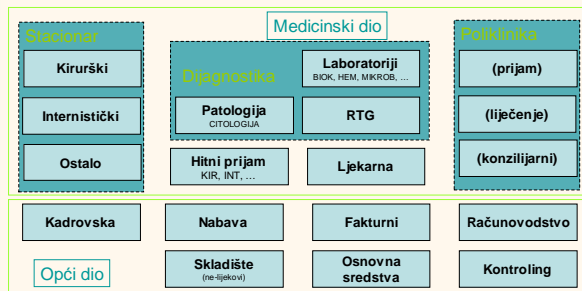 Medicinski dio
Stacionar
Kirurški
Internistički
Ostalo
Dijagnostika
Laboratoriji
BIOK, HEM, MIKROB, ...
Patologija
CITOLOGIJA
RTG
Hitni prijam
KIR, INT, ...
Ljekarna
Poliklinika
(prijam)
(liječenje)
(konzilijarni)
Kadrovska
Nabava
Fakturni
Računovodstvo
Opći dio
Skladište
(ne-lijekovi)
Osnovna
sredstva
Kontroling